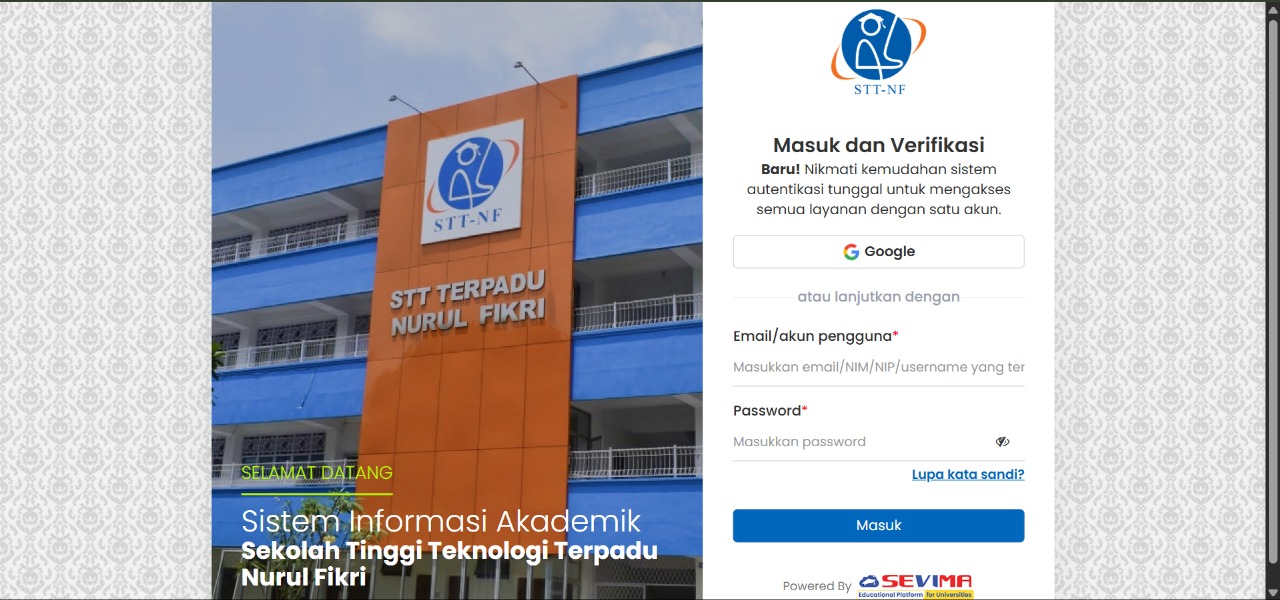 STT-NF
STT TERPADU
NURUL FIKRI
SELAMAT DATANG
Sistem Informasi Akademik
Sekolah Tinggi Teknologi Terpadu
Nurul Fikri
STT-NF
Masuk dan Verifikasi
Baru! Nikmati kemudahan sistem
autentikasi tunggal untuk mengakses
semua layanan dengan satu akun.
Google
atau lanjutkan dengan
Email/akun pengguna*
Masukkan email/NIM/NIP/username yang ter
Password*
Masukkan password
Lupa kata sandi?
Masuk
Powered By SEVIMA
Educational Platform for Universities